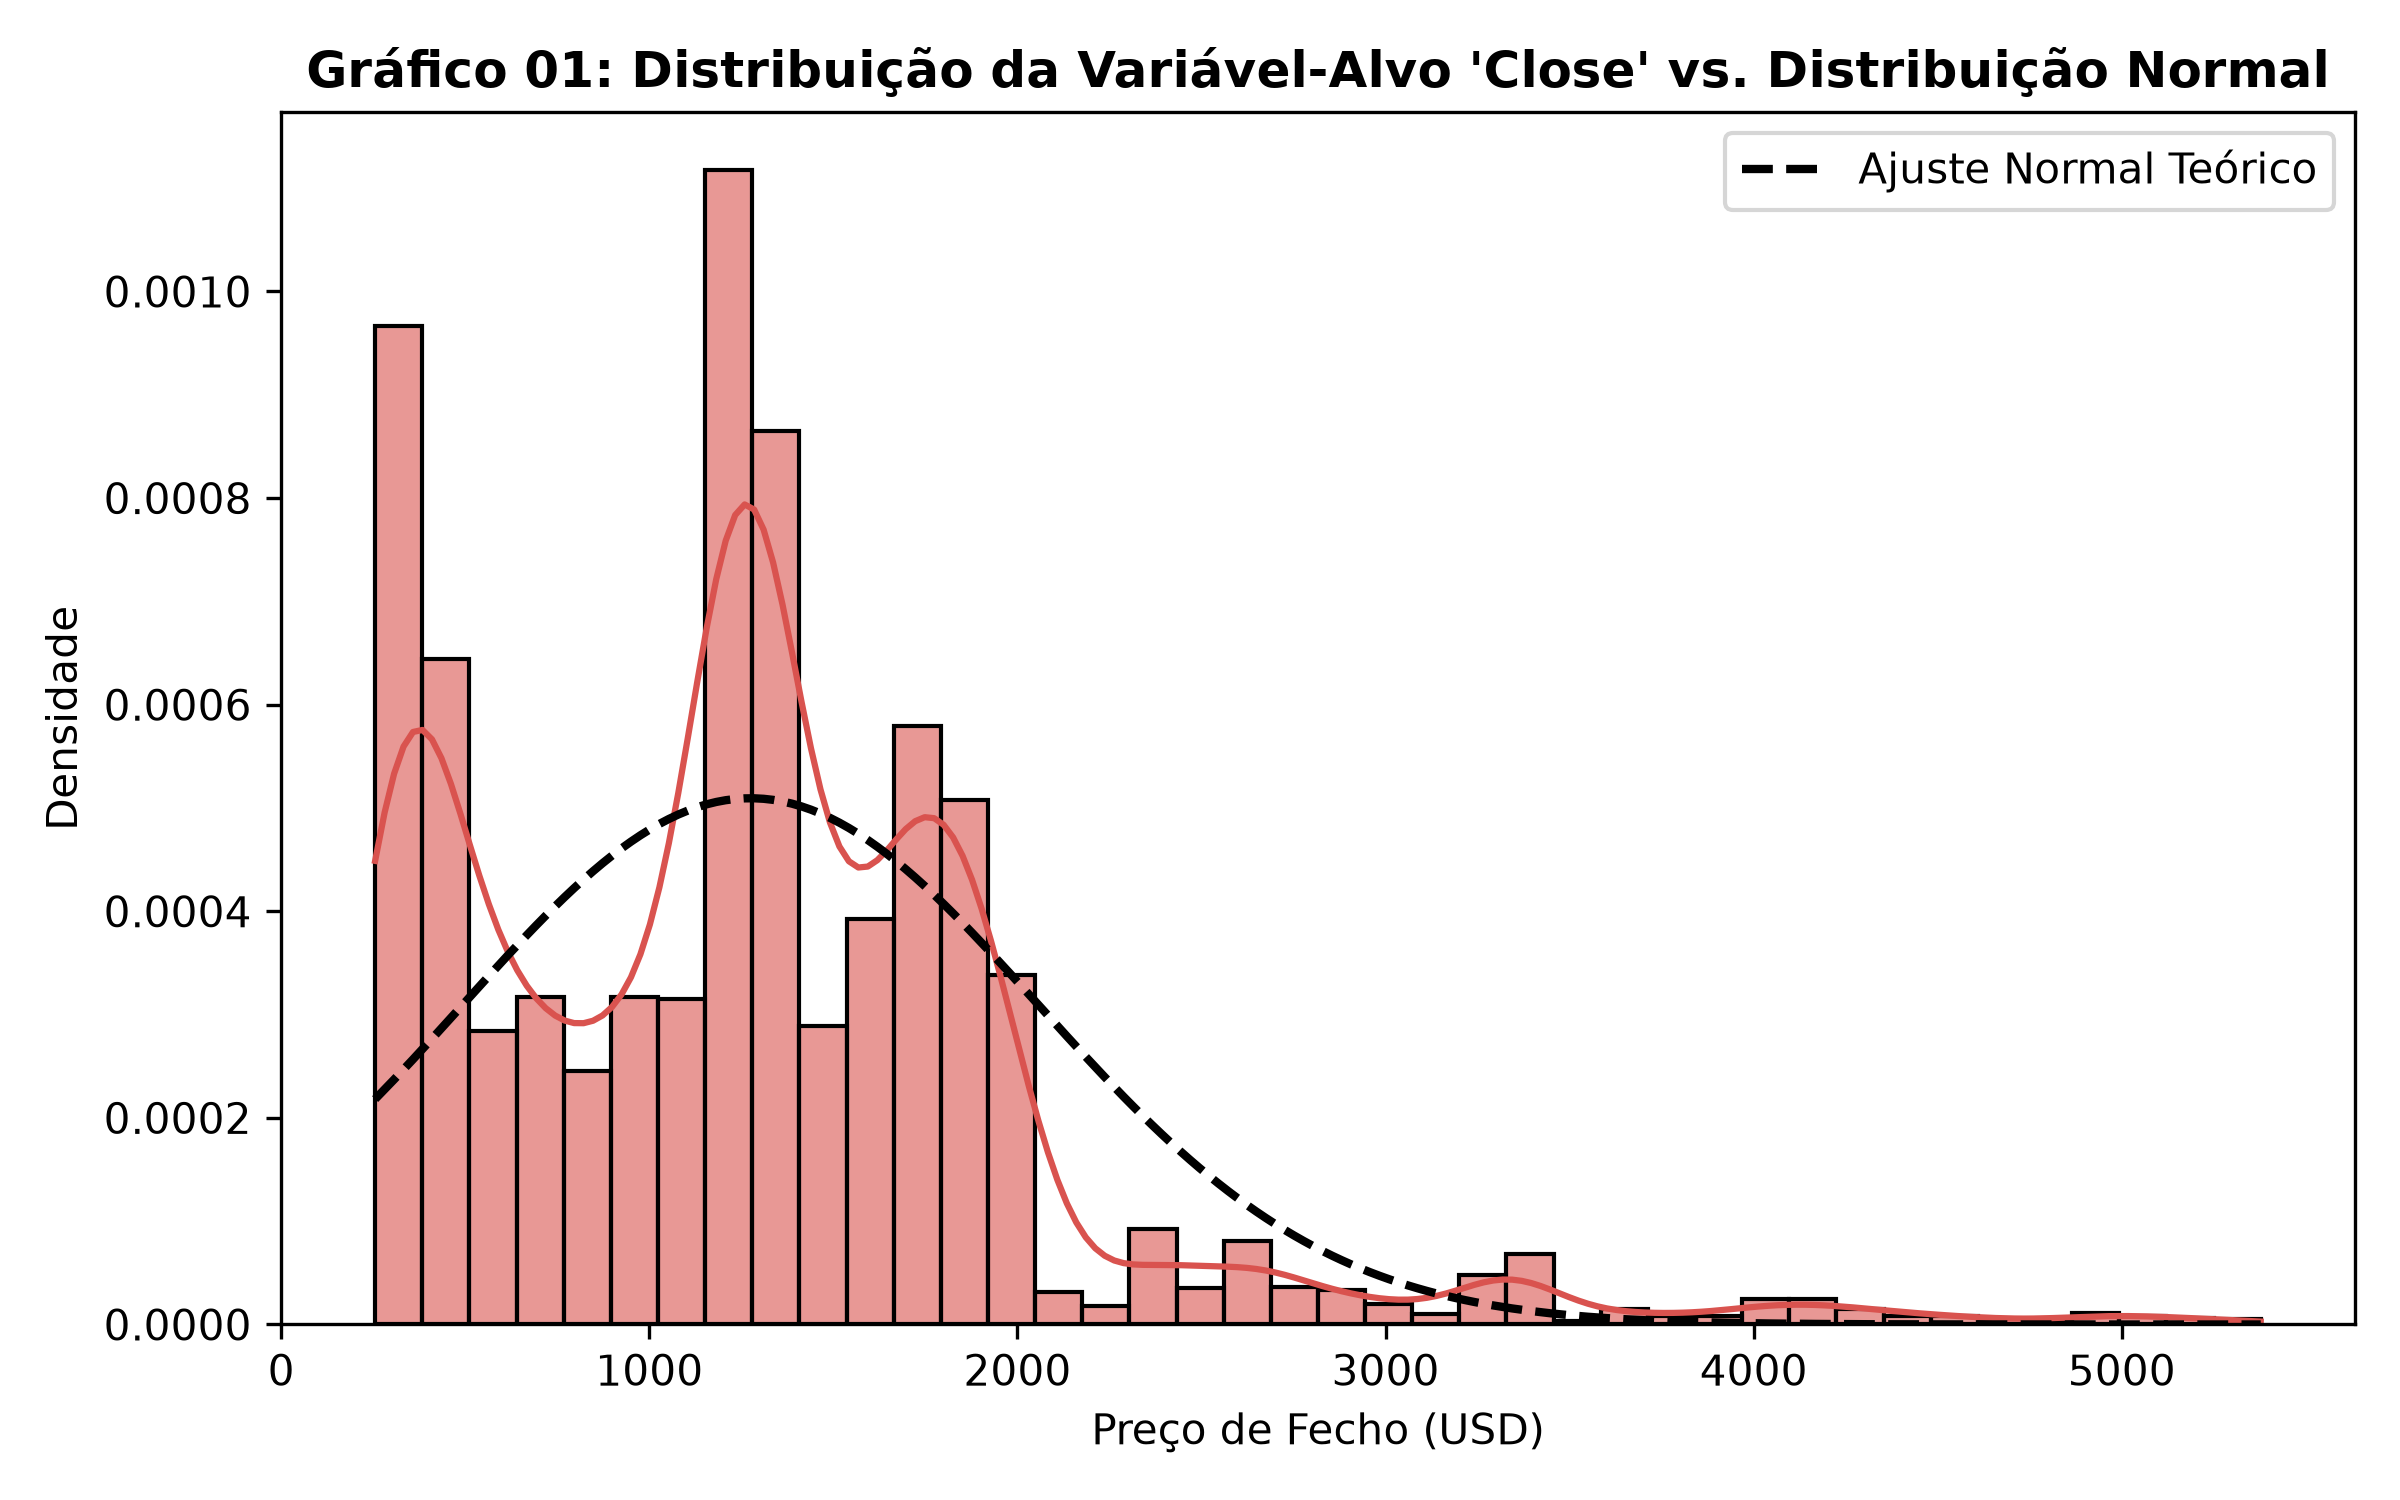 Gráfico 01: Distribuição da Variável-Alvo 'Close' vs. Distribuição Normal
Ajuste Normal Teórico
0.0010
0.0008
0.0006
0.0004
0.0002
0.0000
Densidade
0 1000 2000 3000 4000 5000
Preço de Fecho (USD)